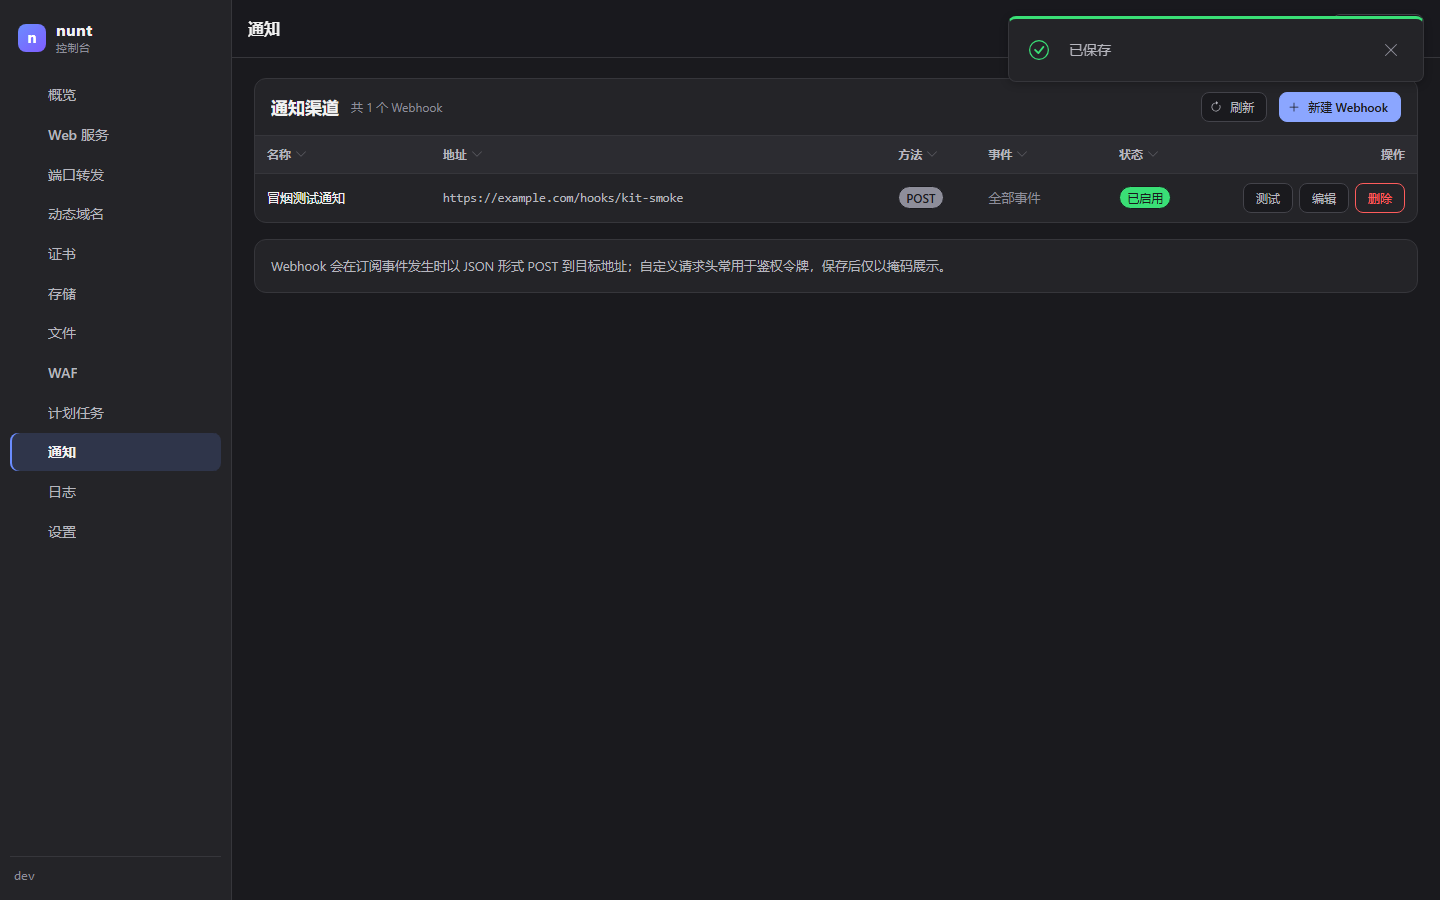 n
nunt
控制台
概览
Web 服务
端口转发
动态域名
证书
存储
文件
WAF
计划任务
通知
日志
设置
dev
通知
已保存
通知渠道 共 1 个 Webhook
刷新
新建 Webhook
名称 地址 方法 事件 状态 操作
冒烟测试通知 https://example.com/hooks/kit-smoke POST 全部事件 已启用 测试 编辑 删除
Webhook 会在订阅事件发生时以 JSON 形式 POST 到目标地址；自定义请求头常用于鉴权令牌，保存后仅以掩码展示。